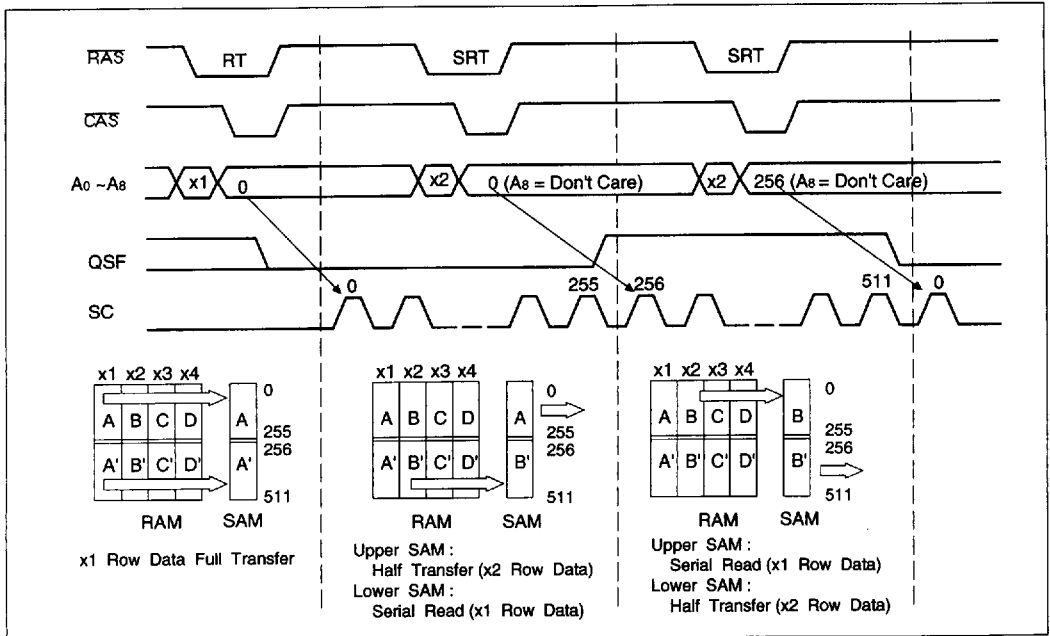 RAS RT SRT SRT
CAS
A0 ~A8 x1 0 x2 0 (A8 = Don't Care) x2 256 (A8 = Don't Care)
QSF
SC 0 255 256 511 0
x1 x2 x3 x4
A B C D A
A' B' C' D' A'
0
255
256
511
RAM SAM
x1 Row Data Full Transfer
x1 x2 x3 x4
A B C D A
A' B' C' D' B'
0
255
256
511
RAM SAM
Upper SAM :
Half Transfer (x2 Row Data)
Lower SAM :
Serial Read (x1 Row Data)
x1 x2 x3 x4
A B C D B
A' B' C' D' B'
0
255
256
511
RAM SAM
Upper SAM :
Serial Read (x1 Row Data)
Lower SAM :
Half Transfer (x2 Row Data)